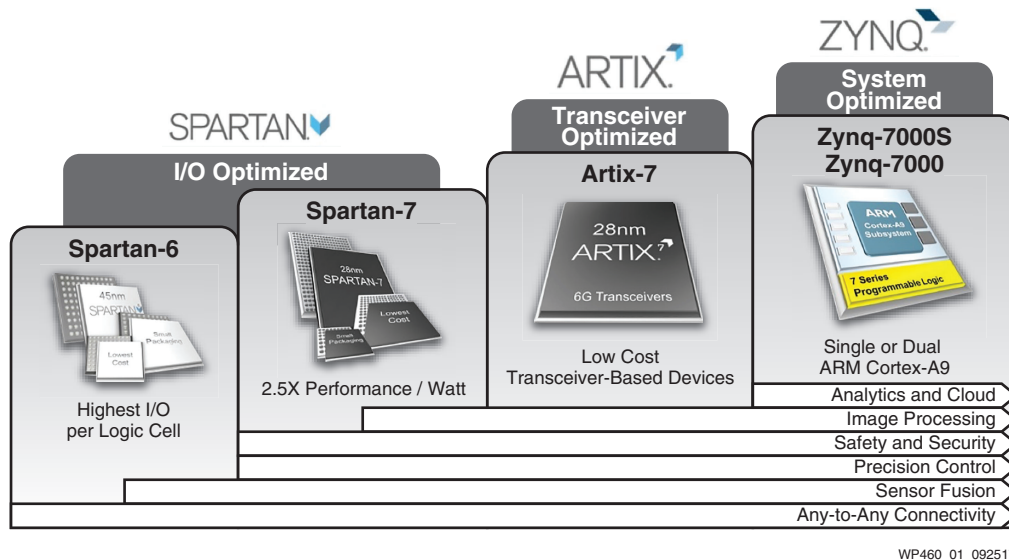 ZYNQ.
System
Optimized
ARTIX.
Transceiver
Optimized
SPARTAN
I/O Optimized
Zynq-7000S
Zynq-7000
ARM
Cortex-A9
Subsystem
7 Series
Programmable Logic
Single or Dual
ARM Cortex-A9
Artix-7
28nm
ARTIX.7
6G Transceivers
Low Cost
Transceiver-Based Devices
Spartan-7
28nm
SPARTAN-7
Lowest
Cost
Small
Packaging
2.5X Performance / Watt
Spartan-6
45nm
SPARTAN
Small
Packaging
Lowest
Cost
Highest I/O
per Logic Cell
Analytics and Cloud
Image Processing
Safety and Security
Precision Control
Sensor Fusion
Any-to-Any Connectivity
WP460_01_09251